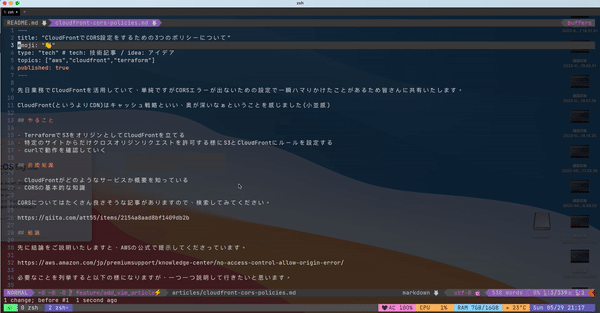 zsh
README.md cloudfront-cors-policies.md buffers
---
title: "CloudFrontでCORS設定をするための3つのポリシーについて"
emoji: "👏"
type: "tech" # tech: 技術記事 / idea: アイデア
topics: ["aws","cloudfront","terraform"]
published: true
---
先日業務でCloudFrontを活用していて、単純ですがCORSエラーが出ないための設定で一瞬ハマりかけたことがあるため皆さんに共有いたします。
CloudFront(というよりCDN)はキャッシュ戦略といい、奥が深いなぁということを感じました(小並感)
## やること
- TerraformでS3をオリジンとしてCloudFrontを立てる
- 特定のサイトからだけクロスオリジンリクエストを許可する様にS3とCloudFrontにルールを設定する
- curlで動作を確認していく
## 前提知識
- CloudFrontがどのようなサービスか概要を知っている
- CORSの基本的な知識
CORSについてはたくさん良さそうな記事がありますので、検索してみてください。
https://qiita.com/att55/items/2154a8aad8bf1409db2b
## 結論
先に結論をご説明いたしますと、AWSの公式で提示してくださっています。
https://aws.amazon.com/jp/premiumsupport/knowledge-center/no-access-control-allow-origin-error/
必要なことを列挙すると以下の様になりますが、一つ一つ説明して行きたいと思います。
NORMAL feature/add_vim_article articles/cloudfront-cors-policies.md markdown utf-8 538 words 0% 3/339
1 change; before #1 1 second ago
0 zsh 2 zsh AC 100% CPU 1% RAM 7GB/16GB 23°C Sun 05/29 21:17